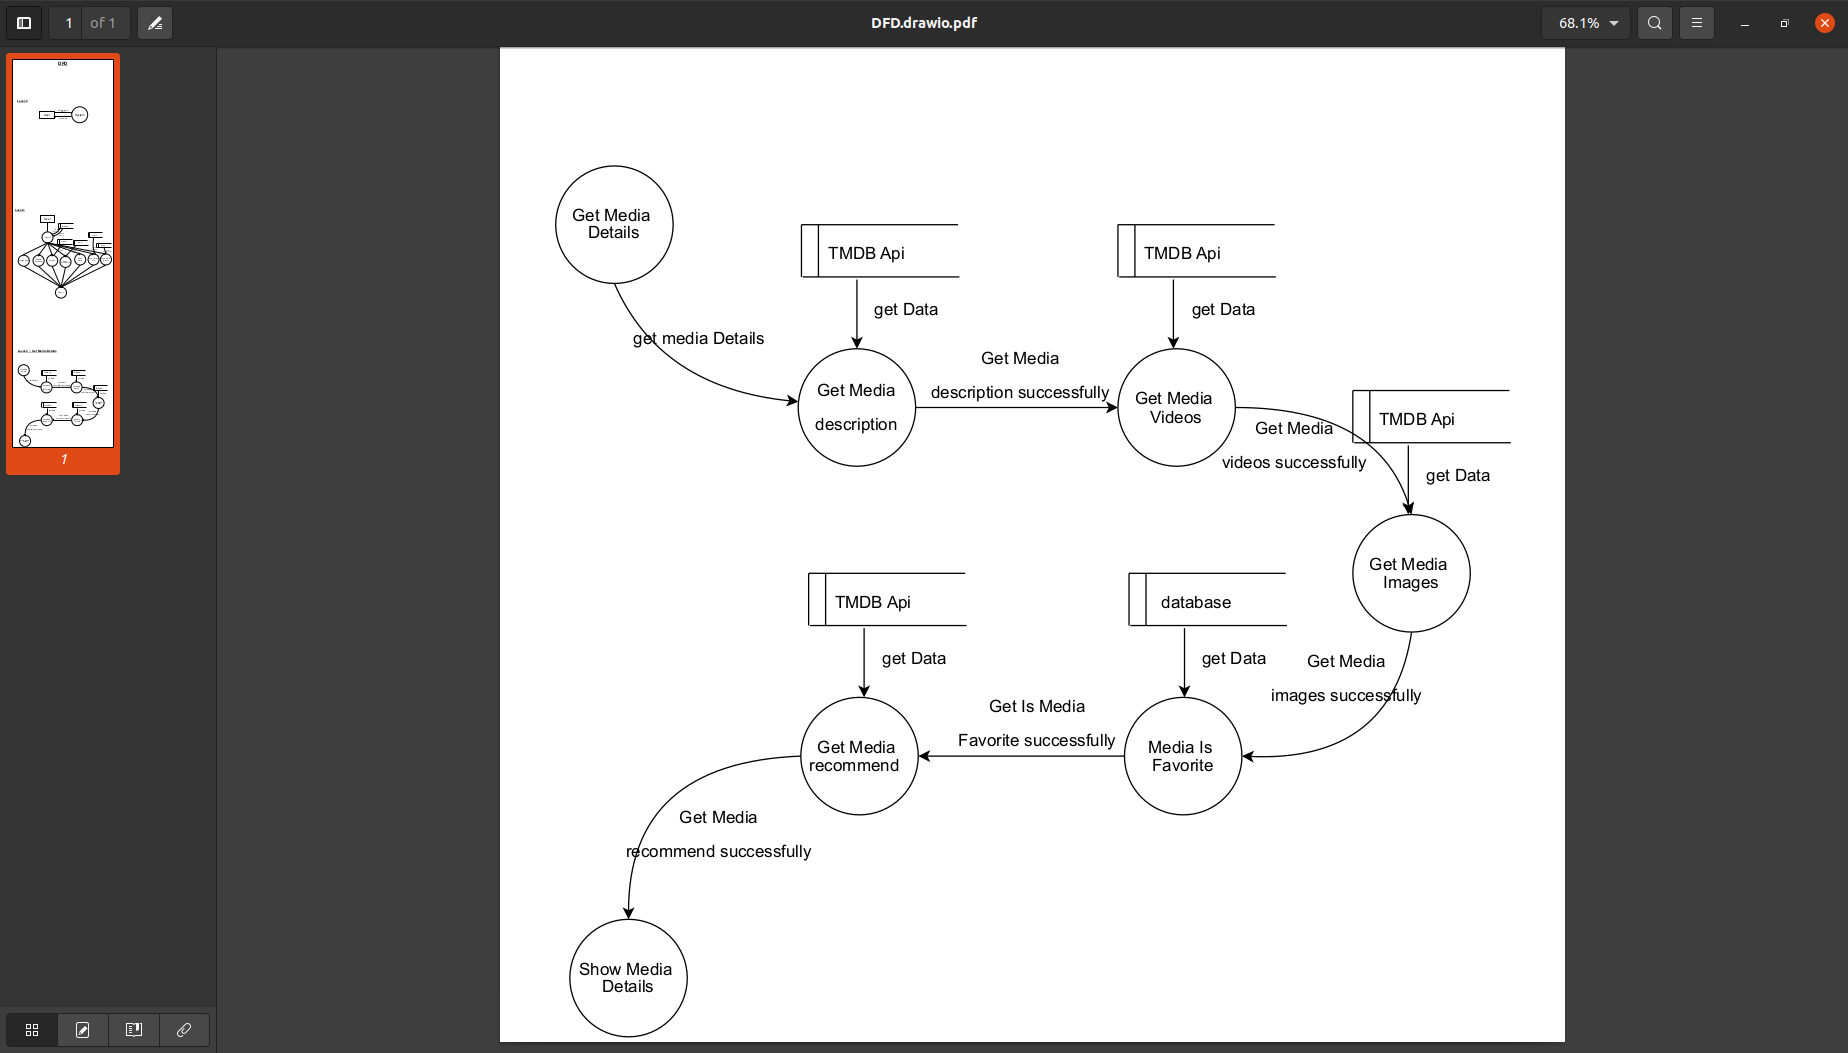 1 of 1
DFD.drawio.pdf
68.1%
DFD
1
Get Media
Details
TMDB Api
TMDB Api
get Data
get Data
get media Details
Get Media
description successfully
Get Media
description
Get Media
Videos
TMDB Api
Get Media
videos successfully
get Data
Get Media
Images
TMDB Api
database
get Data
get Data
Get Media
images successfully
Get Is Media
Favorite successfully
Get Media
recommend
Media Is
Favorite
Get Media
recommend successfully
Show Media
Details